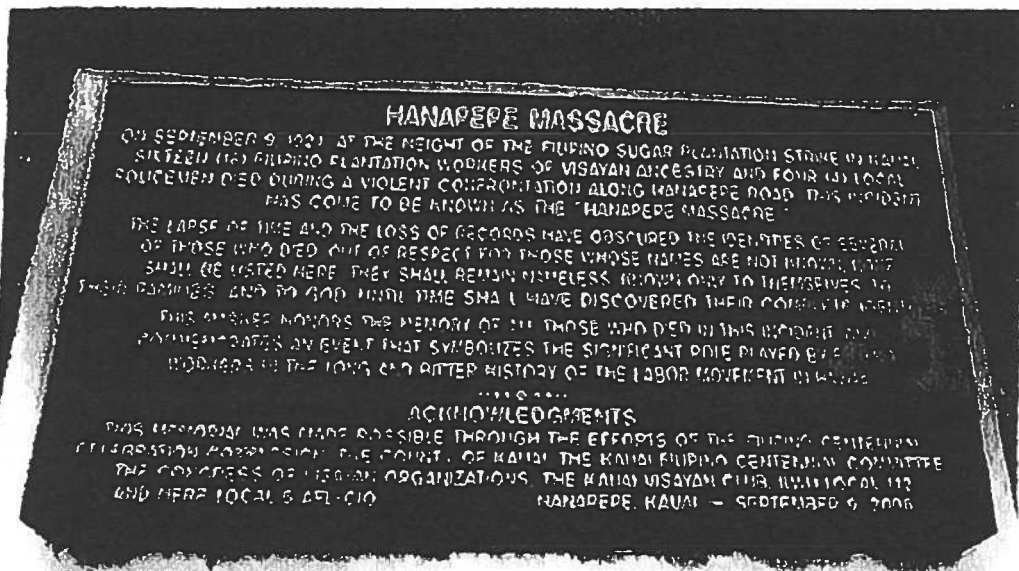 HANAPEPE MASSACRE
ON SEPTEMBER 9, 1924, AT THE HEIGHT OF THE FILIPINO SUGAR PLANTATION STRIKE IN KAUAI,
SIXTEEN (16) FILIPINO PLANTATION WORKERS OF VISAYAN ANCESTRY AND FOUR (4) LOCAL
POLICEMEN DIED DURING A VIOLENT CONFRONTATION ALONG HANAPEPE ROAD. THIS INCIDENT
HAS COME TO BE KNOWN AS THE "HANAPEPE MASSACRE."
THE LAPSE OF TIME AND THE LOSS OF RECORDS HAVE OBSCURED THE IDENTITIES OF SEVERAL
OF THOSE WHO DIED. OUT OF RESPECT FOR THOSE WHOSE NAMES ARE NOT KNOWN, NONE
SHALL BE LISTED HERE. THEY SHALL REMAIN NAMELESS, KNOWN ONLY TO THEMSELVES, TO
THEIR FAMILIES, AND TO GOD, UNTIL TIME SHALL HAVE DISCOVERED THEIR COMPLETE
THIS MARKER HONORS THE MEMORY OF ALL THOSE WHO DIED IN THIS INCIDENT AND
COMMEMORATES AN EVENT THAT SYMBOLIZES THE SIGNIFICANT ROLE PLAYED BY FILIPINO
WORKERS IN THE LONG AND BITTER HISTORY OF THE LABOR MOVEMENT IN HAWAII
ACKNOWLEDGMENTS
THIS MEMORIAL WAS MADE POSSIBLE THROUGH THE EFFORTS OF THE FILIPINO CENTENNIAL
CELEBRATION COMMISSION, THE COUNTY OF KAUAI, THE KAUAI FILIPINO CENTENNIAL COMMITTEE
THE CONGRESS OF VISAYAN ORGANIZATIONS, THE KAUAI VISAYAN CLUB, ILWU LOCAL 142
AND HERE LOCAL 5 AFL-CIO HANAPEPE, KAUAI – SEPTEMBER 9, 2006